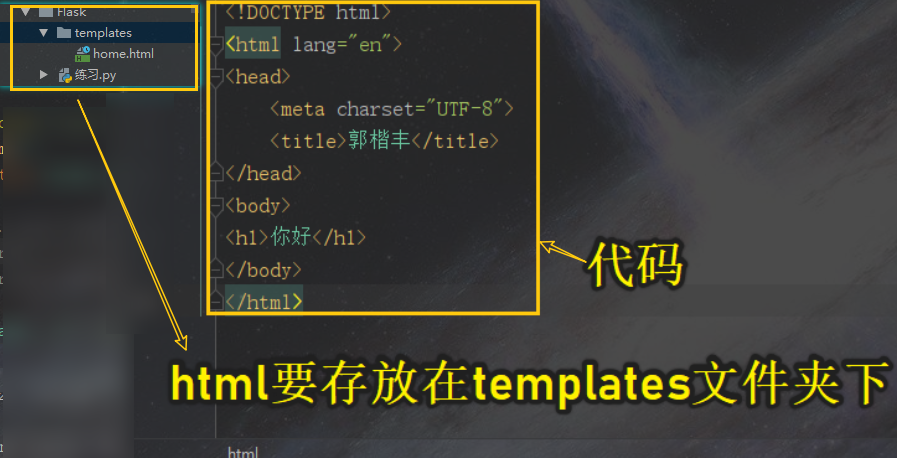 Flask
templates
home.html
练习.py
<!DOCTYPE html>
<html lang="en">
<head>
<meta charset="UTF-8">
<title>郭楷丰</title>
</head>
<body>
<h1>你好</h1>
</body>
</html>
代码
html要存放在templates文件夹下
html